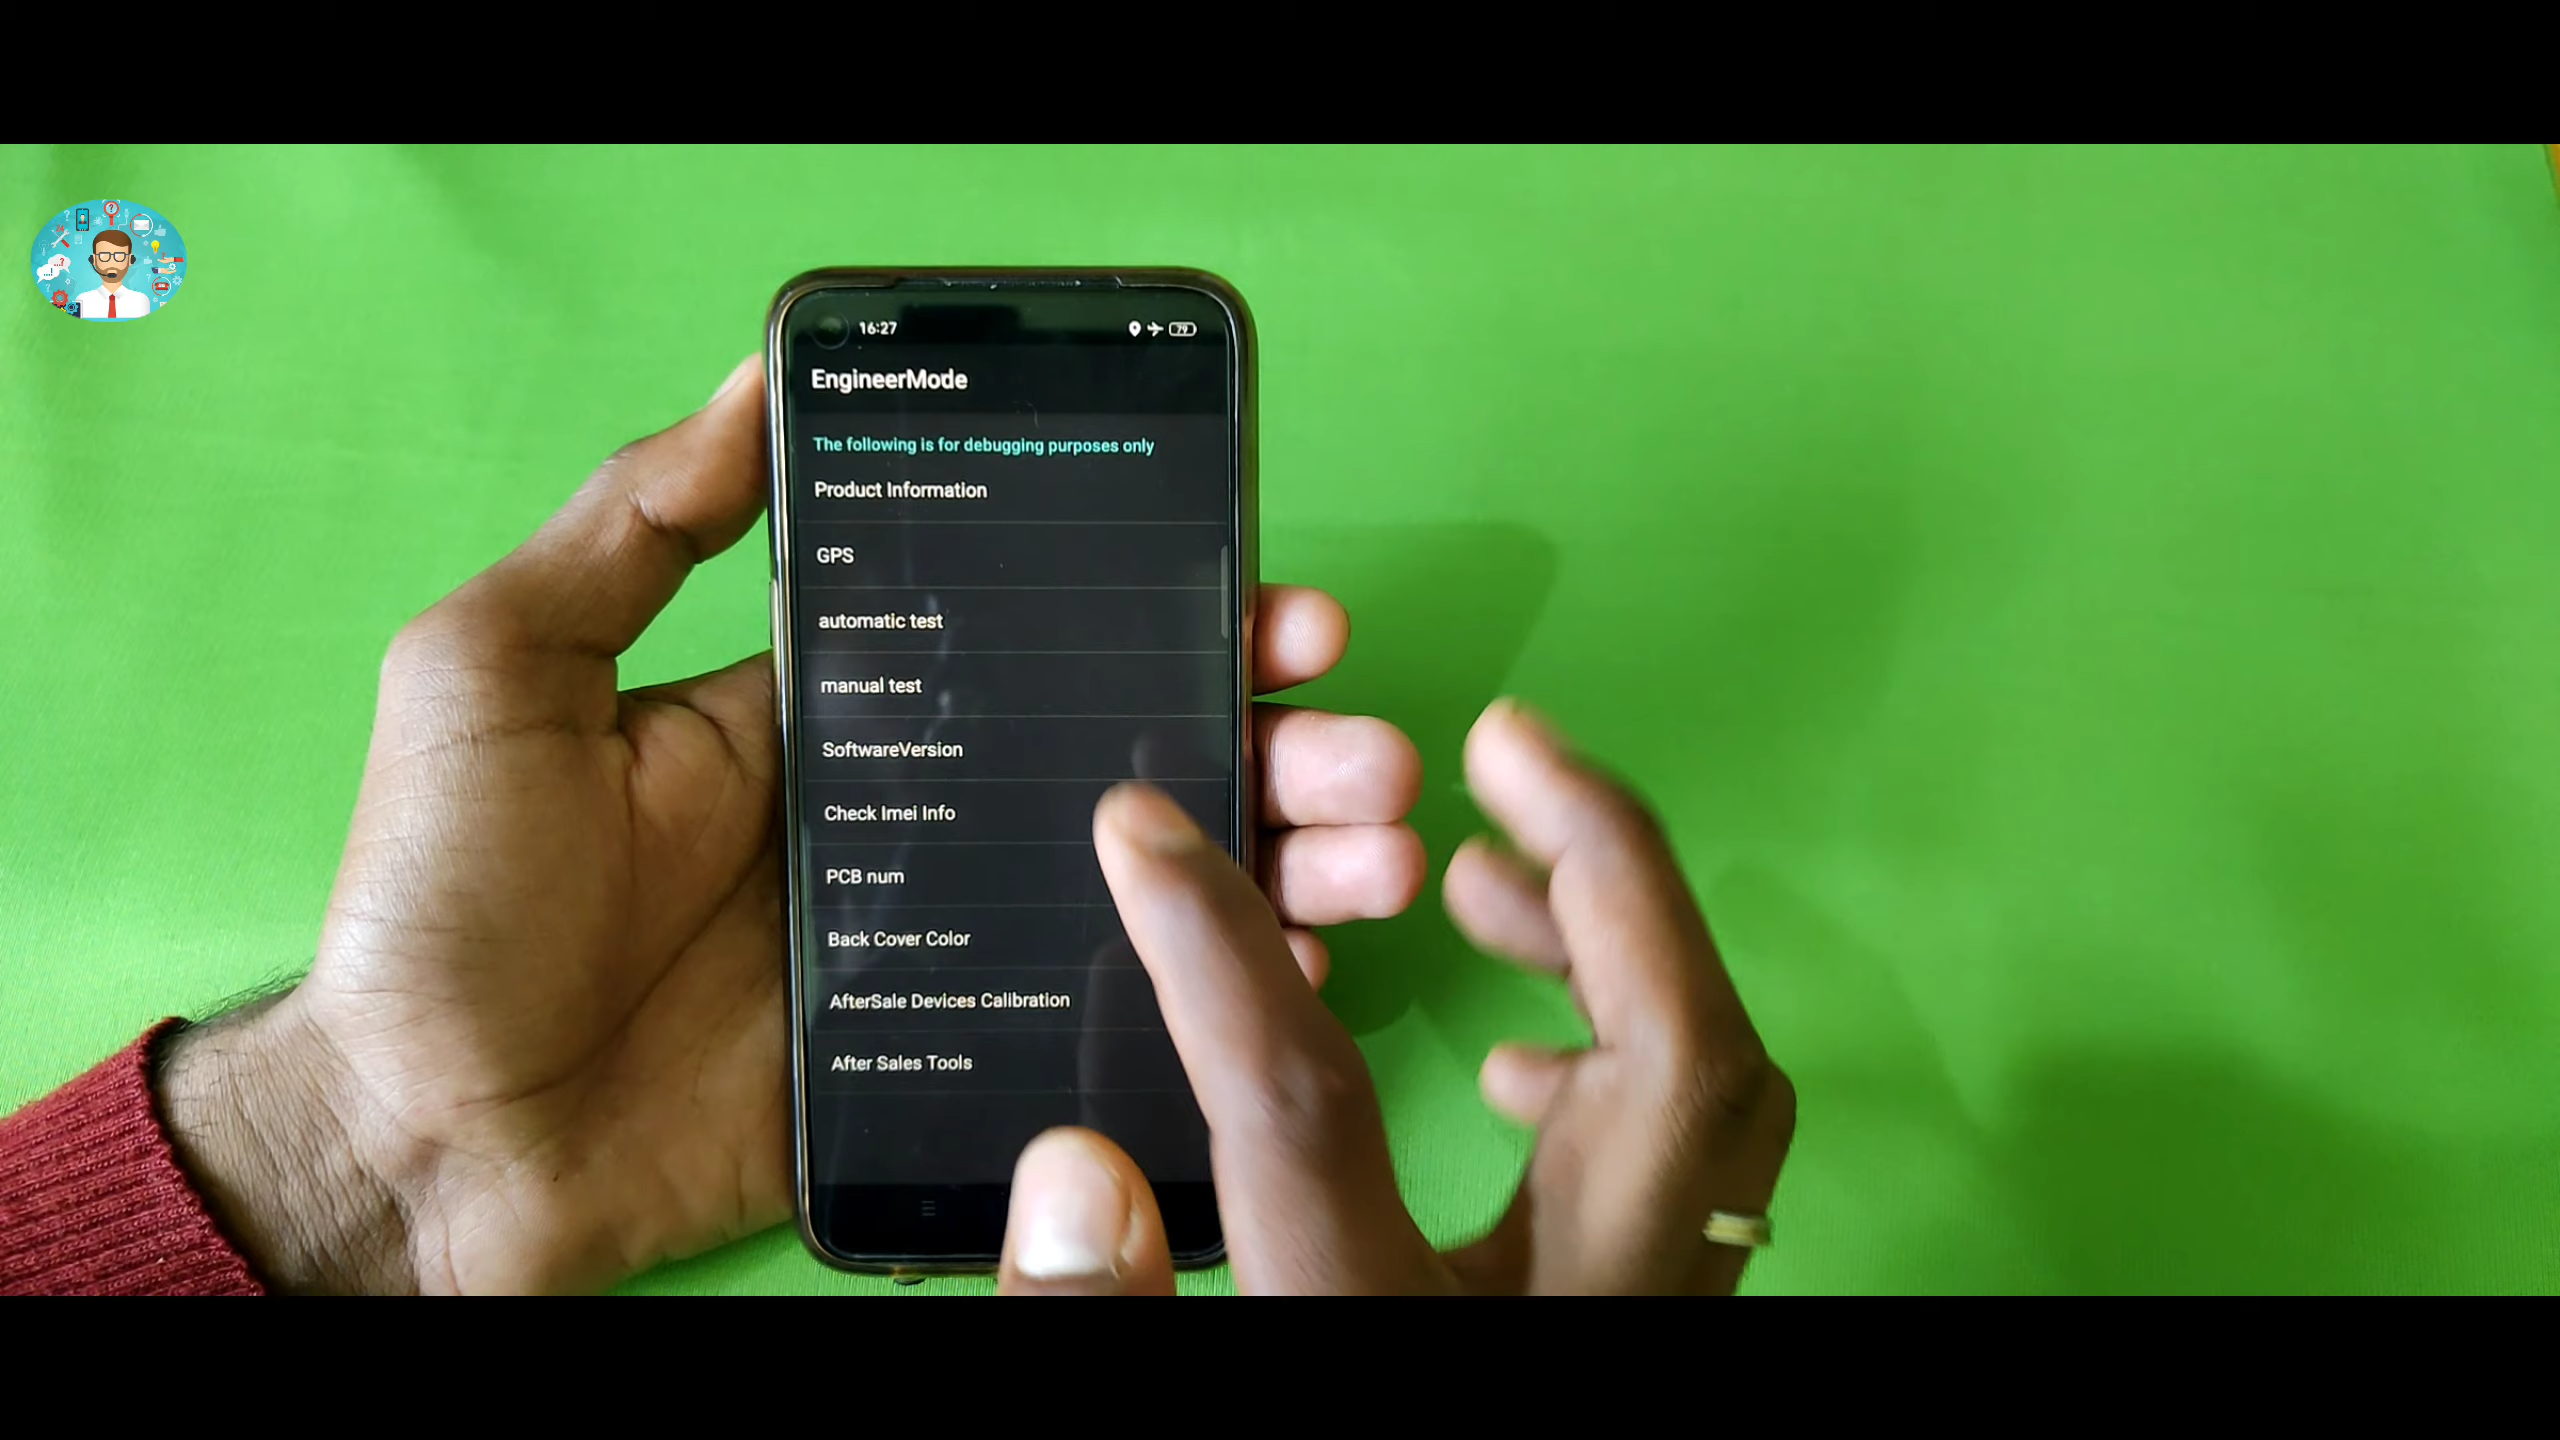 16:27
79
EngineerMode
The following is for debugging purposes only
Product Information
GPS
automatic test
manual test
SoftwareVersion
Check Imei Info
PCB num
Back Cover Color
AfterSale Devices Calibration
After Sales Tools